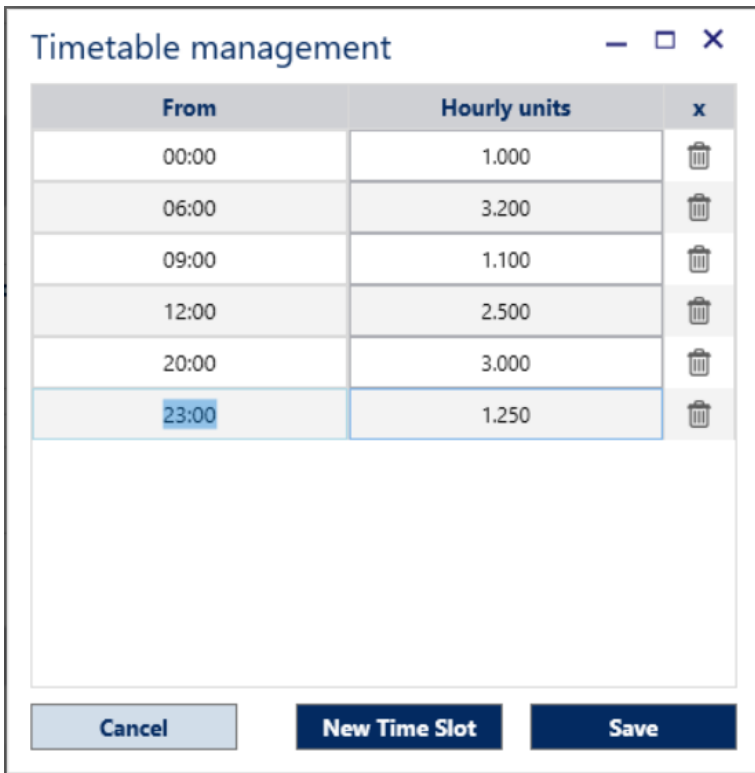 Timetable management
From Hourly units x
00:00 1.000
06:00 3.200
09:00 1.100
12:00 2.500
20:00 3.000
23:00 1.250
Cancel New Time Slot Save